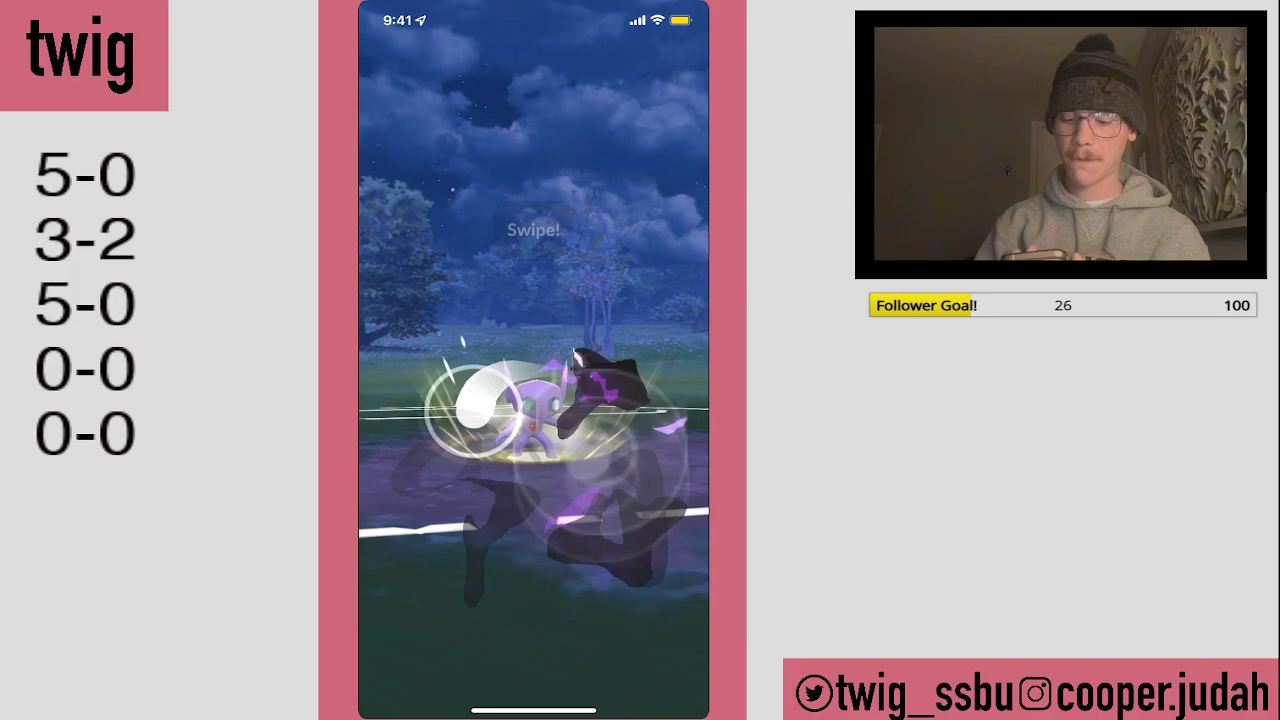 twig
5-0
3-2
5-0
0-0
0-0
9:41
Swipe!
Follower Goal! 26 100
twig_ssbu cooper.judah